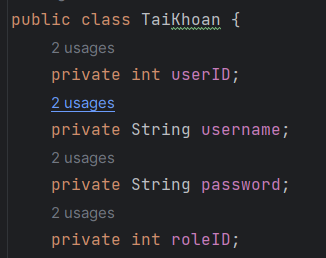 public class TaiKhoan {
2 usages
private int userID;
2 usages
private String username;
2 usages
private String password;
2 usages
private int roleID;